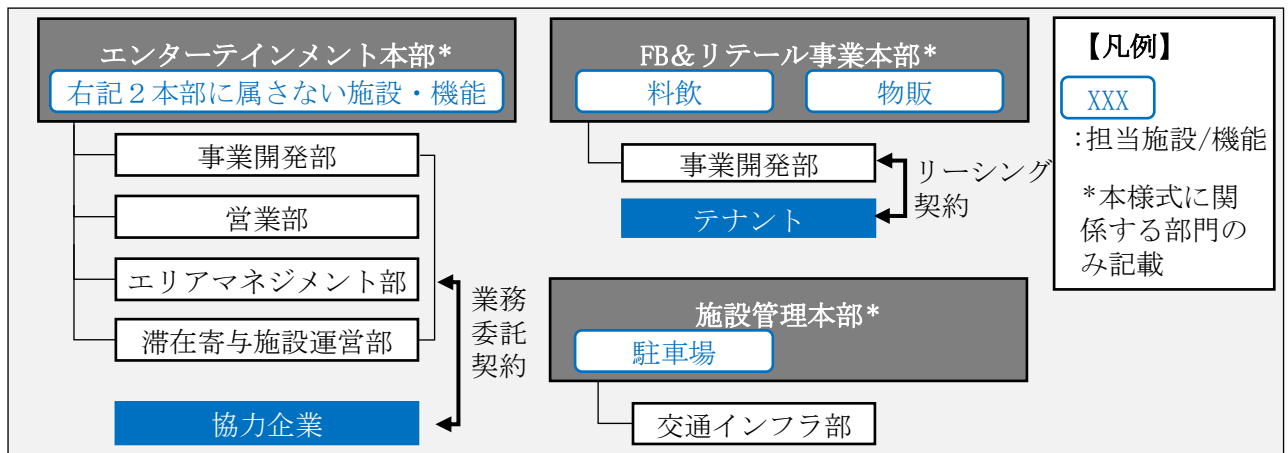 エンターテインメント本部*
右記２本部に属さない施設・機能
事業開発部
営業部
エリアマネジメント部
滞在寄与施設運営部
業務
委託
契約
協力企業
FB&リテール事業本部*
料飲
物販
事業開発部
テナント
リーシング
契約
施設管理本部*
駐車場
交通インフラ部
【凡例】
XXX
:担当施設/機能
*本様式に関
係する部門の
み記載